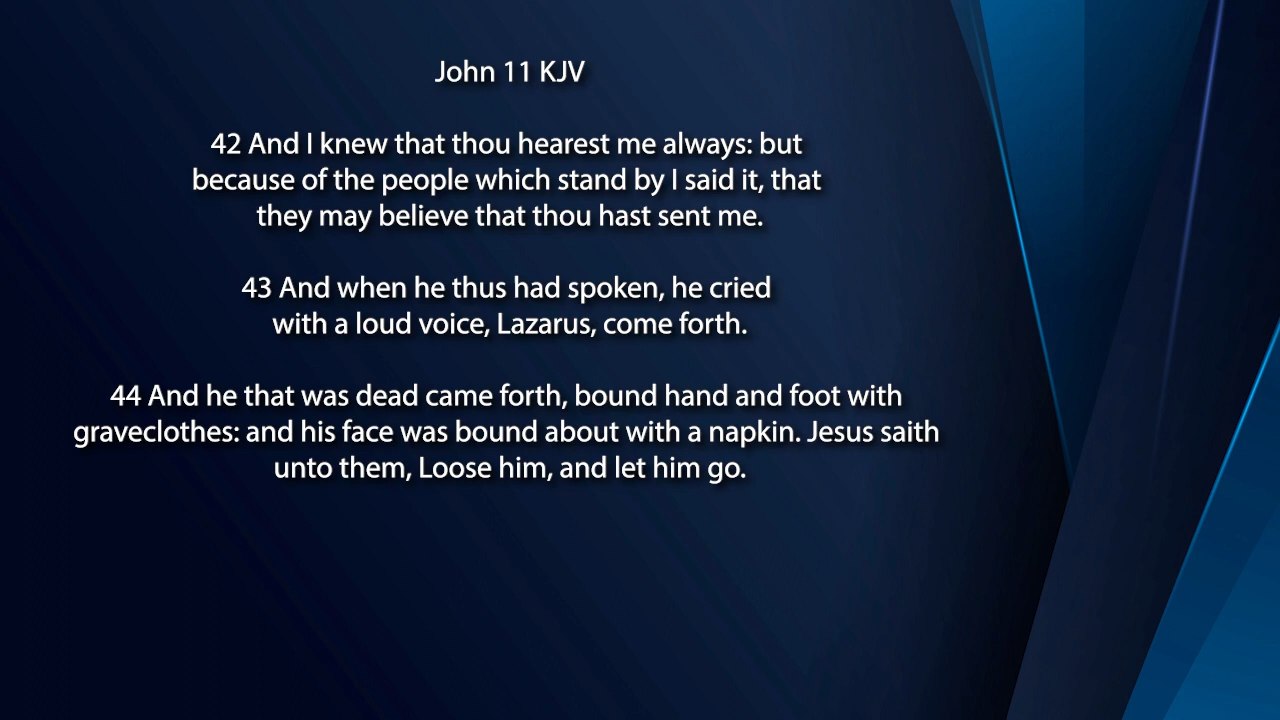 John 11 KJV
42 And I knew that thou hearest me always: but
because of the people which stand by I said it, that
they may believe that thou hast sent me.
43 And when he thus had spoken, he cried
with a loud voice, Lazarus, come forth.
44 And he that was dead came forth, bound hand and foot with
graveclothes: and his face was bound about with a napkin. Jesus saith
unto them, Loose him, and let him go.